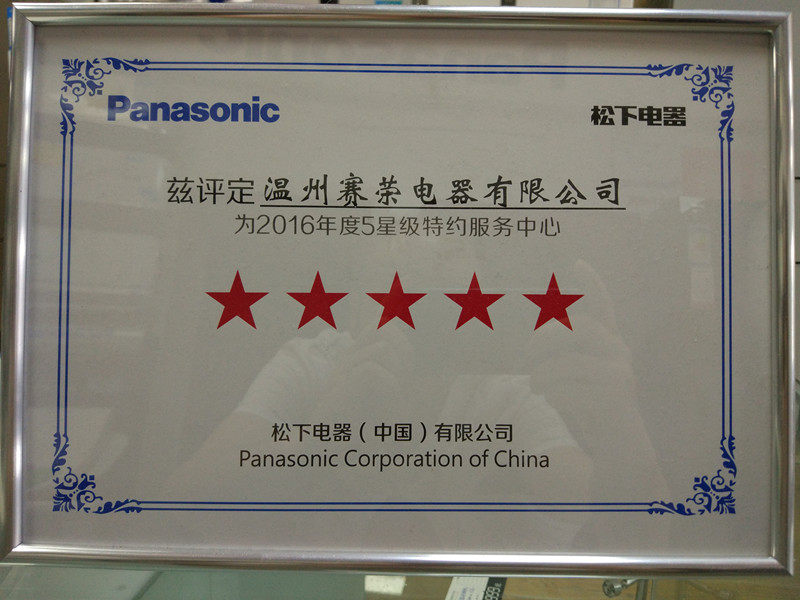 Panasonic 松下电器
兹评定 温州赛荣电器有限公司
为2016年度5星级特约服务中心
松下电器（中国）有限公司
Panasonic Corporation of China